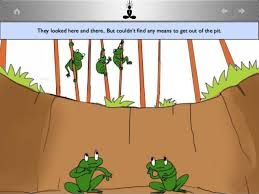 They looked here and there. But couldn't find any means to get out of the pit.